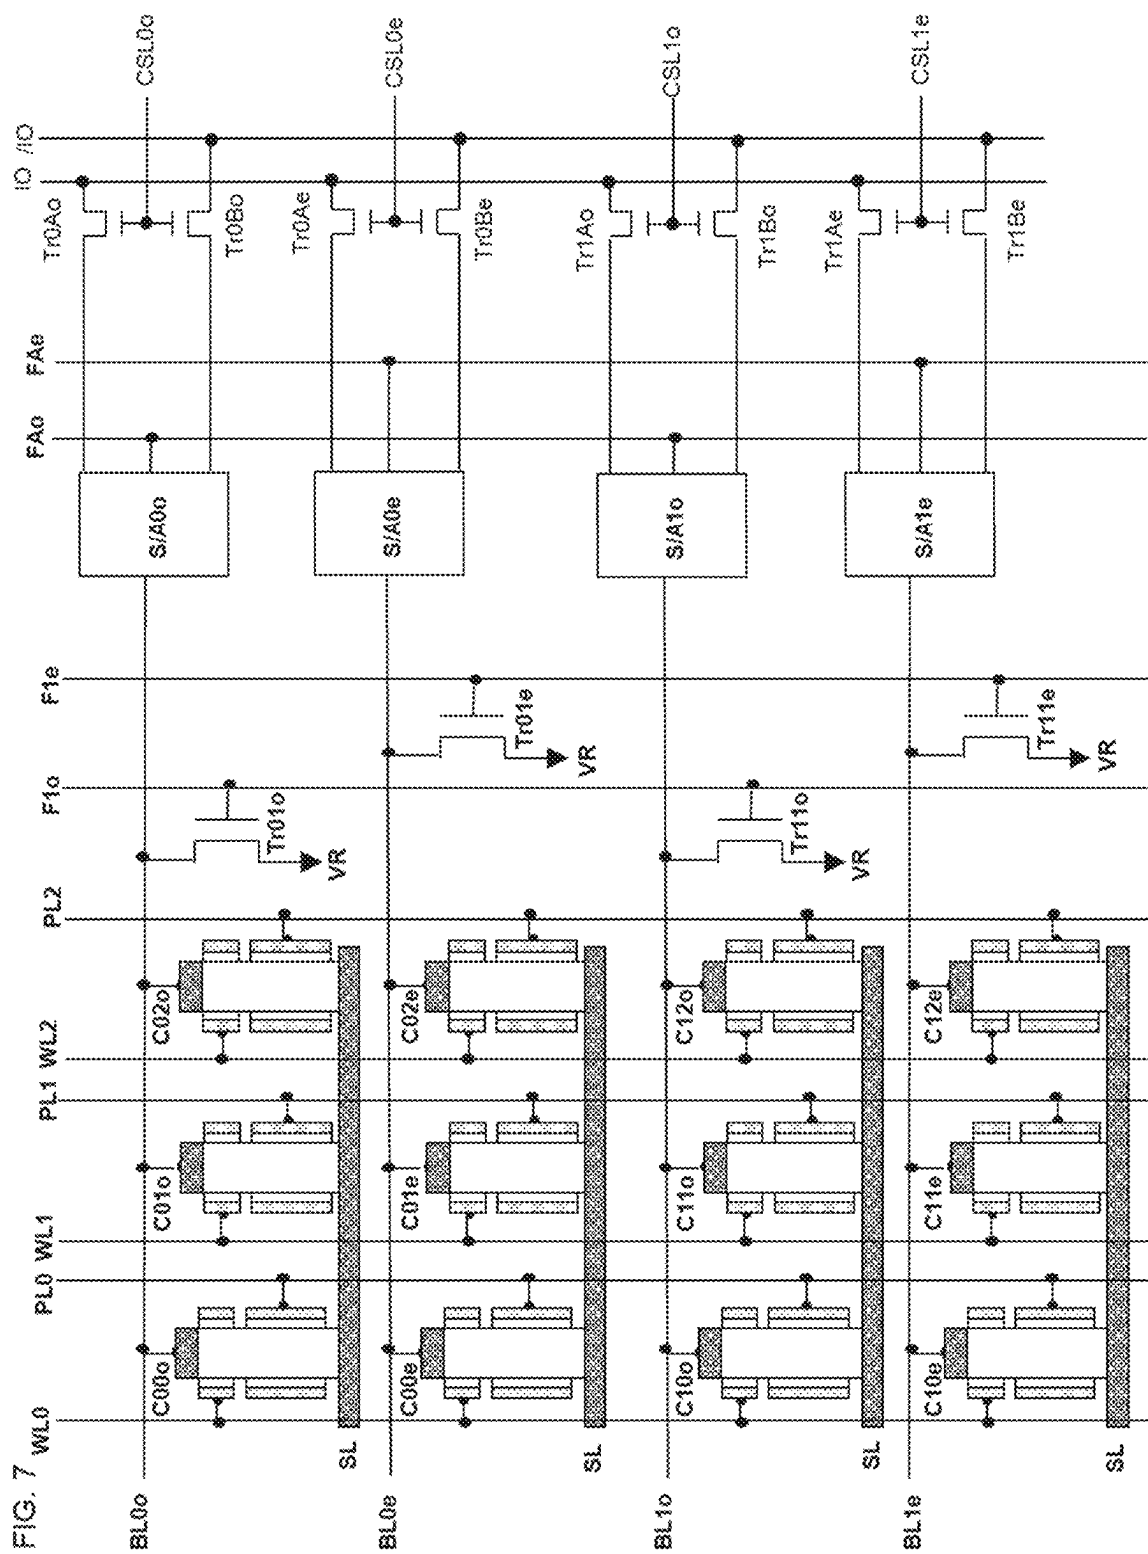 FIG. 7
WL0
PL0
WL1
PL1
WL2
PL2
F1o
F1e
FAo
FAe
IO
/IO
BL0o
C00o
C01o
C02o
Tr01o
VR
SL
S/A0o
Tr0Ao
Tr0Bo
CSL0o
BL0e
C00e
C01e
C02e
Tr01e
VR
SL
S/A0e
Tr0Ae
Tr0Be
CSL0e
BL1o
C10o
C11o
C12o
Tr11o
VR
SL
S/A1o
Tr1Ao
Tr1Bo
CSL1o
BL1e
C10e
C11e
C12e
Tr11e
VR
SL
S/A1e
Tr1Ae
Tr1Be
CSL1e